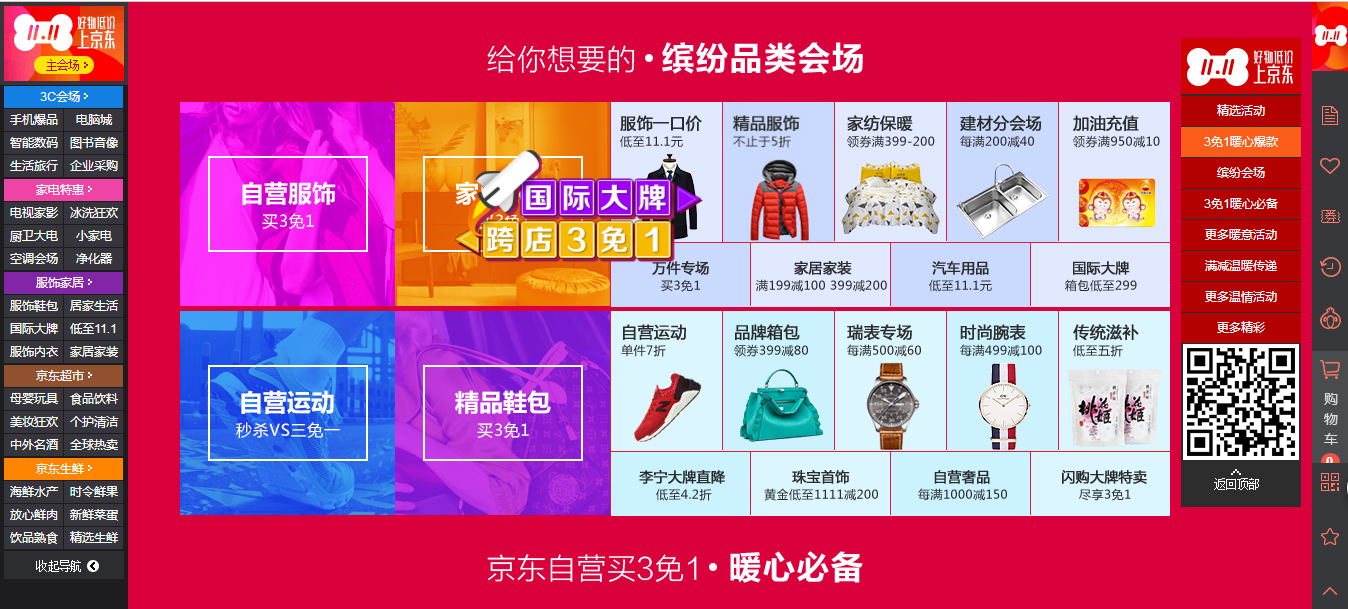 11.11
好物低价
上京东
主会场
3C会场
手机爆品 电脑城
智能数码 图书音像
生活旅行 企业采购
家电特惠
电视家影 冰洗狂欢
厨卫大电 小家电
空调会场 净化器
服饰家居
服饰鞋包 居家生活
国际大牌 低至11.1
服饰内衣 家居家装
京东超市
母婴玩具 食品饮料
美妆狂欢 个护清洁
中外名酒 全球热卖
京东生鲜
海鲜水产 时令鲜果
放心鲜肉 新鲜菜蛋
饮品熟食 精选生鲜
收起导航
给你想要的·缤纷品类会场
自营服饰
买3免1
家
国际大牌
跨店3免1
服饰一口价
低至11.1元
精品服饰
不止于5折
家纺保暖
领券满399-200
建材分会场
每满200减40
加油充值
领券满950减10
万件专场
买3免1
家居家装
满199减100 399减200
汽车用品
低至11.1元
国际大牌
箱包低至299
自营运动
秒杀VS三免一
精品鞋包
买3免1
自营运动
单件7折
品牌箱包
领券399减80
瑞表专场
每满500减60
时尚腕表
每满499减100
传统滋补
低至五折
桃花姬
李宁大牌直降
低至4.2折
珠宝首饰
黄金低至1111减200
自营奢品
每满1000减150
闪购大牌特卖
尽享3免1
京东自营买3免1·暖心必备
11.11
好物低价
上京东
精选活动
3免1暖心爆款
缤纷会场
3免1暖心必备
更多暖意活动
满减温暖传递
更多温情活动
更多精彩
返回顶部
11.11
购
物
车
0